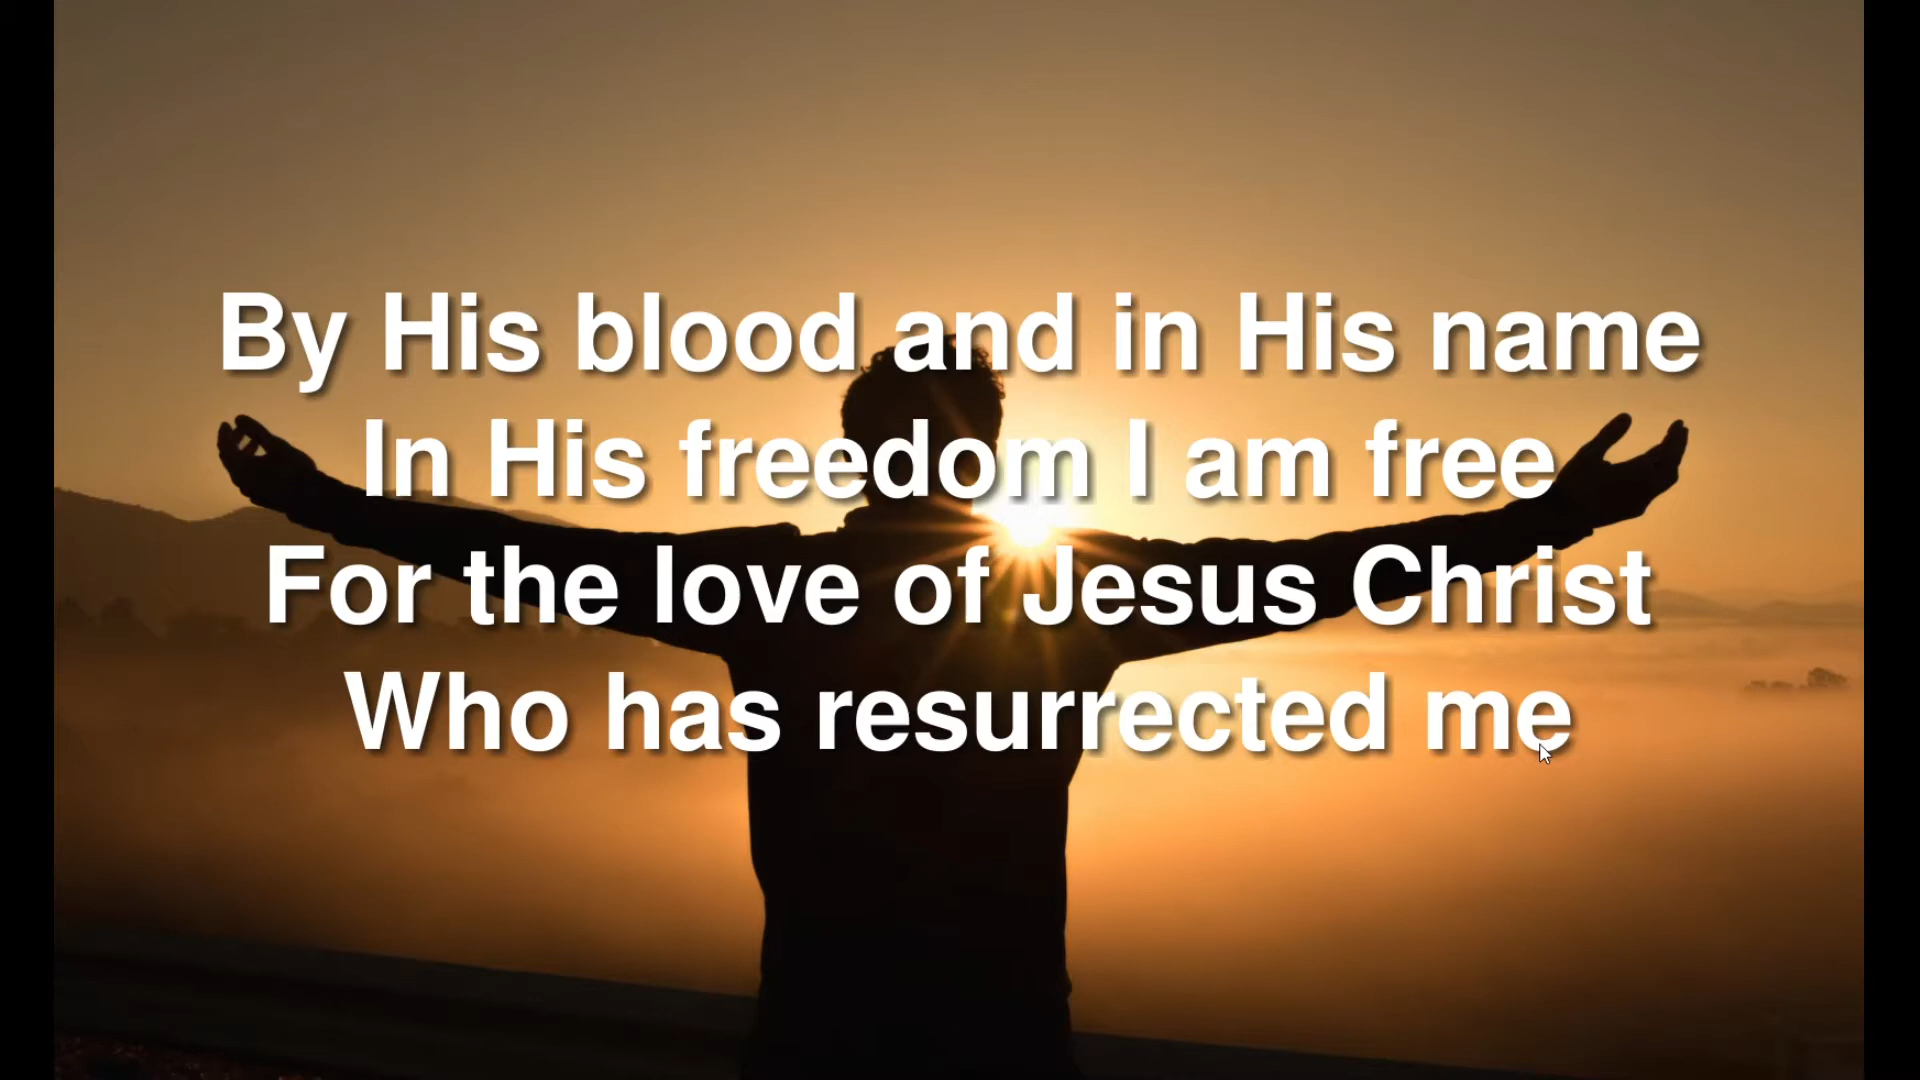 By His blood and in His name
In His freedom I am free
For the love of Jesus Christ
Who has resurrected me